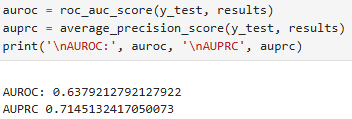 auroc = roc_auc_score(y_test, results)
auprc = average_precision_score(y_test, results)
print('\nAUROC:', auroc, '\nAUPRC', auprc)
AUROC: 0.6379212792127922
AUPRC 0.7145132417050073